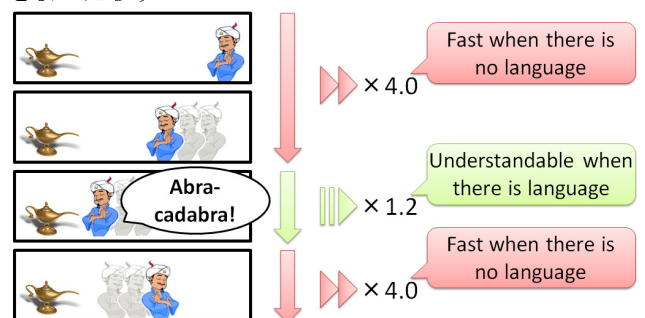 Fast when there is
no language
× 4.0
Understandable when
there is language
Abra-
cadabra!
× 1.2
Fast when there is
no language
× 4.0